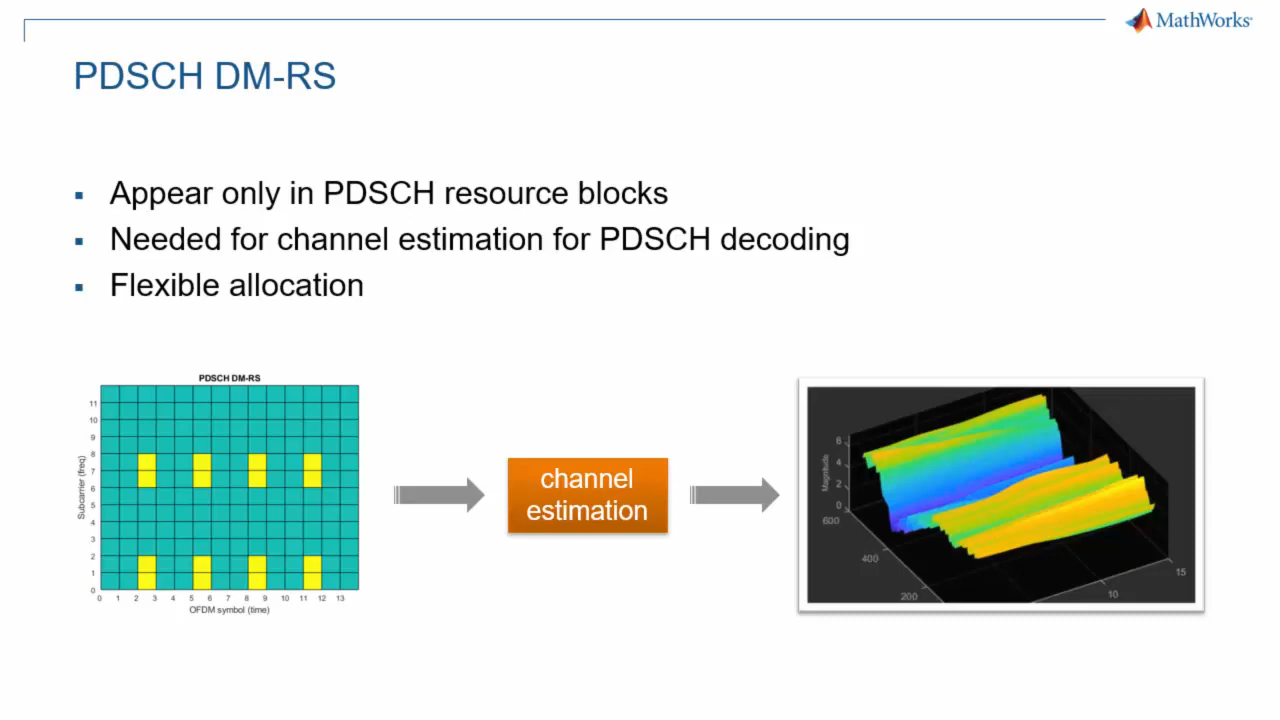 MathWorks
PDSCH DM-RS
Appear only in PDSCH resource blocks
Needed for channel estimation for PDSCH decoding
Flexible allocation
PDSCH DM-RS
Subcarrier (freq)
11
10
9
8
7
6
5
4
3
2
1
0
0 1 2 3 4 5 6 7 8 9 10 11 12 13
OFDM symbol (time)
channel
estimation
Magnitude
6
4
2
0
600
400
200
10
15